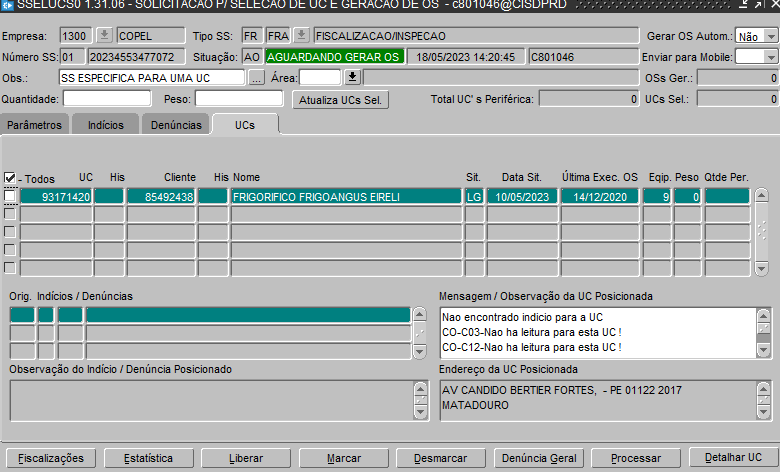 SSELUCS0 1.31.06 - SOLICITACAO P/ SELECAO DE UC E GERACAO DE OS - c801046@CISDPRD
Empresa: 1300 COPEL Tipo SS: FR FRA FISCALIZACAO/INSPECAO Gerar OS Autom.: Não
Número SS: 01 20234553477072 Situação: AO AGUARDANDO GERAR OS 18/05/2023 14:20:45 C801046 Enviar para Mobile:
Obs.: SS ESPECIFICA PARA UMA UC ... Área: OSs Ger.: 0
Quantidade: Peso: Atualiza UCs Sel. Total UC' s Periférica: 0 UCs Sel.: 0
Parâmetros Indícios Denúncias UCs
- Todos UC His Cliente His Nome Sit. Data Sit. Última Exec. OS Eqip. Peso Qtde Per.
93171420 85492438 FRIGORIFICO FRIGOANGUS EIRELI LG 10/05/2023 14/12/2020 9 0
Orig. Indícios / Denúncias
Mensagem / Observação da UC Posicionada
Nao encontrado indicio para a UC
CO-C03-Nao ha leitura para esta UC !
CO-C12-Nao ha leitura para esta UC !
Observação do Indício / Denúncia Posicionado
Endereço da UC Posicionada
AV CANDIDO BERTIER FORTES, - PE 01122 2017
MATADOURO
Fiscalizações Estatística Liberar Marcar Desmarcar Denúncia Geral Processar Detalhar UC